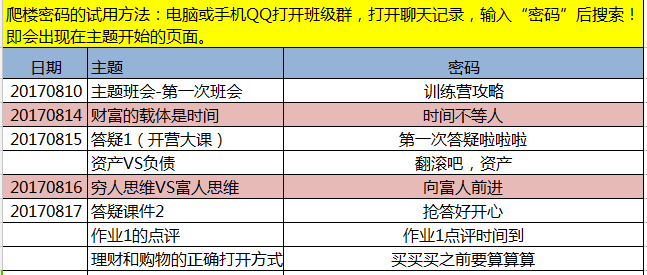 爬楼密码的试用方法：电脑或手机QQ打开班级群，打开聊天记录，输入“密码”后搜索！
即会出现在主题开始的页面。
日期 主题 密码
20170810 主题班会-第一次班会 训练营攻略
20170814 财富的载体是时间 时间不等人
20170815 答疑1（开营大课） 第一次答疑啦啦啦
资产VS负债 翻滚吧，资产
20170816 穷人思维VS富人思维 向富人前进
20170817 答疑课件2 抢答好开心
作业1的点评 作业1点评时间到
理财和购物的正确打开方式 买买买之前要算算算